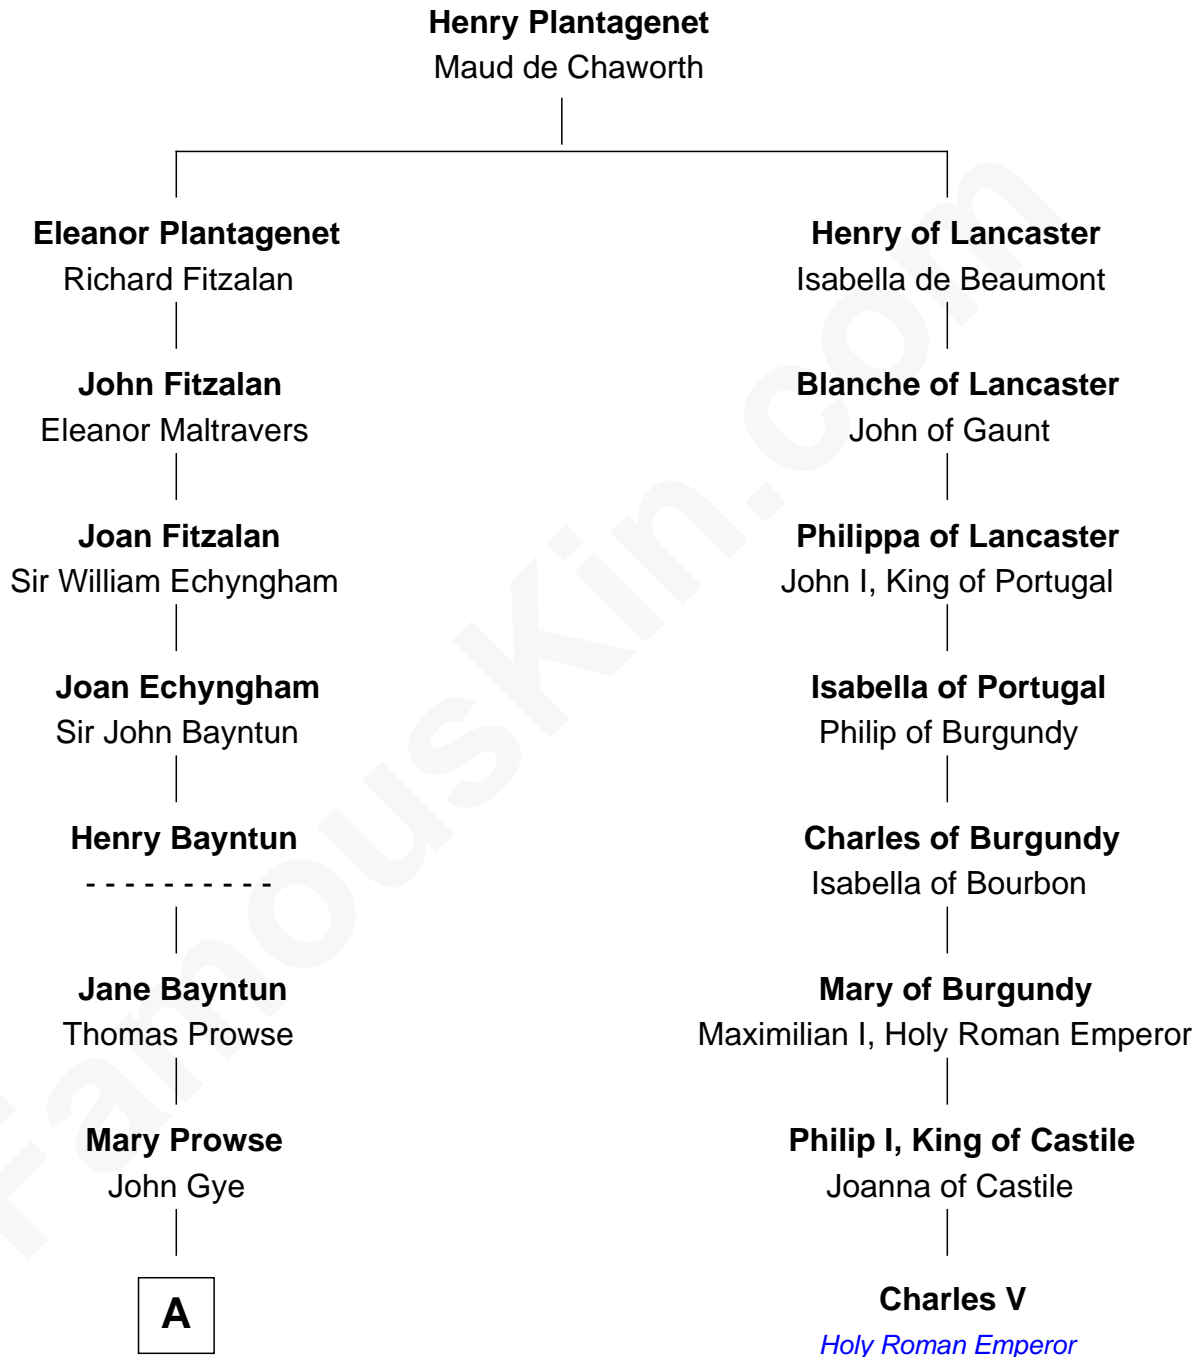 Henry Plantagenet
Maud de Chaworth
Eleanor Plantagenet
Richard Fitzalan
Henry of Lancaster
Isabella de Beaumont
John Fitzalan
Eleanor Maltravers
Blanche of Lancaster
John of Gaunt
Joan Fitzalan
Sir William Echyngham
Philippa of Lancaster
John I, King of Portugal
Joan Echyngham
Sir John Bayntun
Isabella of Portugal
Philip of Burgundy
Henry Bayntun
- - - - - - - - - -
Charles of Burgundy
Isabella of Bourbon
Jane Bayntun
Thomas Prowse
Mary of Burgundy
Maximilian I, Holy Roman Emperor
Mary Prowse
John Gye
Philip I, King of Castile
Joanna of Castile
A
Charles V
Holy Roman Emperor
FamousKin.com